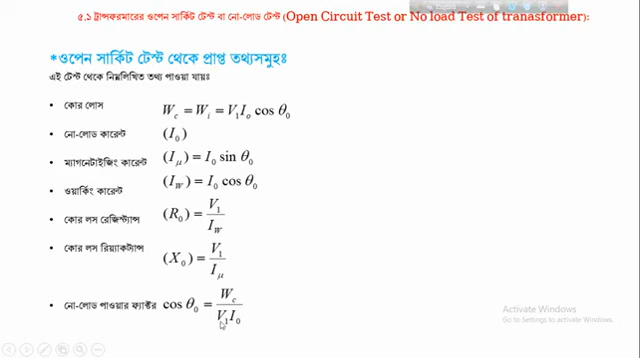 ৫.১ ট্রান্সফরমারের ওপেন সার্কিট টেস্ট বা নো-লোড টেস্ট (Open Circuit Test or No load Test of tranasformer):
*ওপেন সার্কিট টেস্ট থেকে প্রাপ্ত তথ্যসমুহঃ
এই টেস্ট থেকে নিম্নলিখিত তথ্য পাওয়া যায়ঃ
• কোর লোস W_c = W_i = V_1 I_o cos θ_0
• নো-লোড কারেন্ট (I_0)
• ম্যাগনেটাইজিং কারেন্ট (I_μ) = I_0 sin θ_0
• ওয়ার্কিং কারেন্ট (I_W) = I_0 cos θ_0
• কোর লস রেজিস্ট্যান্স (R_0) = V_1 / I_W
• কোর লস রিয়্যাকট্যান্স (X_0) = V_1 / I_μ
• নো-লোড পাওয়ার ফ্যাক্টর cos θ_0 = W_c / V_1 I_0
Activate Windows
Go to Settings to activate Windows.